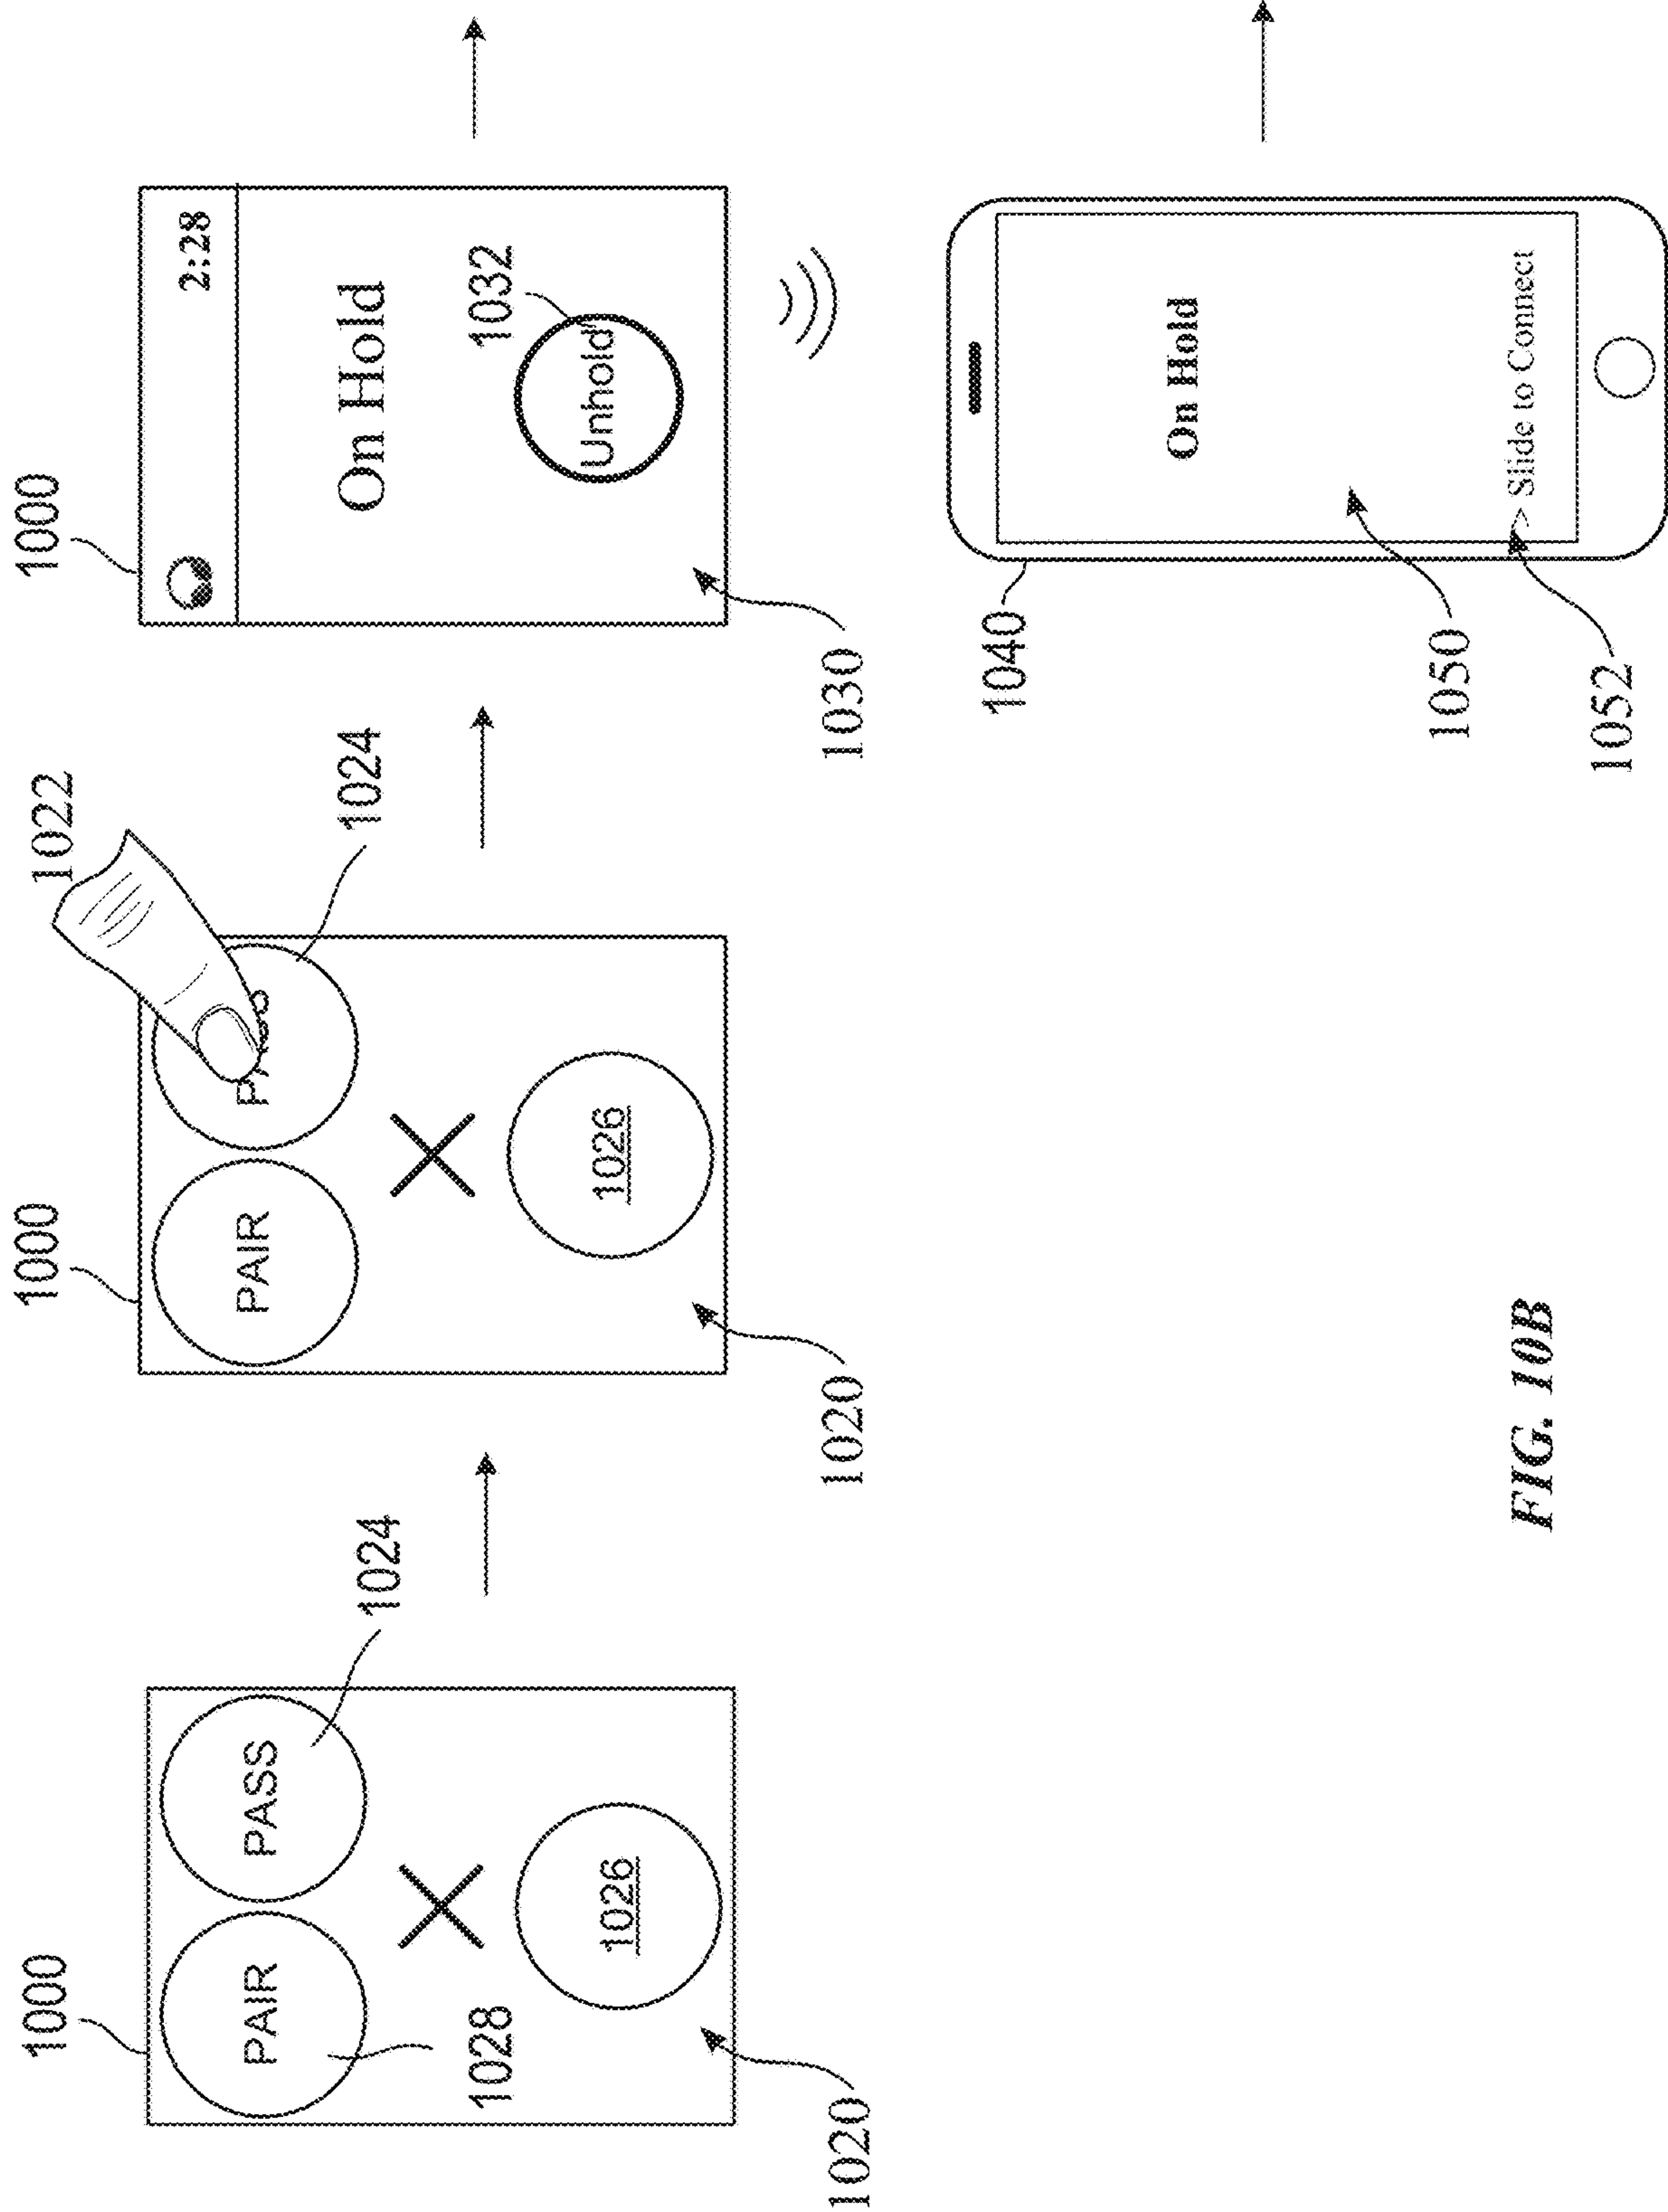 1000
PAIR
PASS
1024
1028
1026
1020
1000
1022
PAIR
PASS
1024
1026
1020
1000
2:28
On Hold
1032
Unhold
1030
1040
On Hold
1050
> Slide to Connect
1052
FIG. 10B